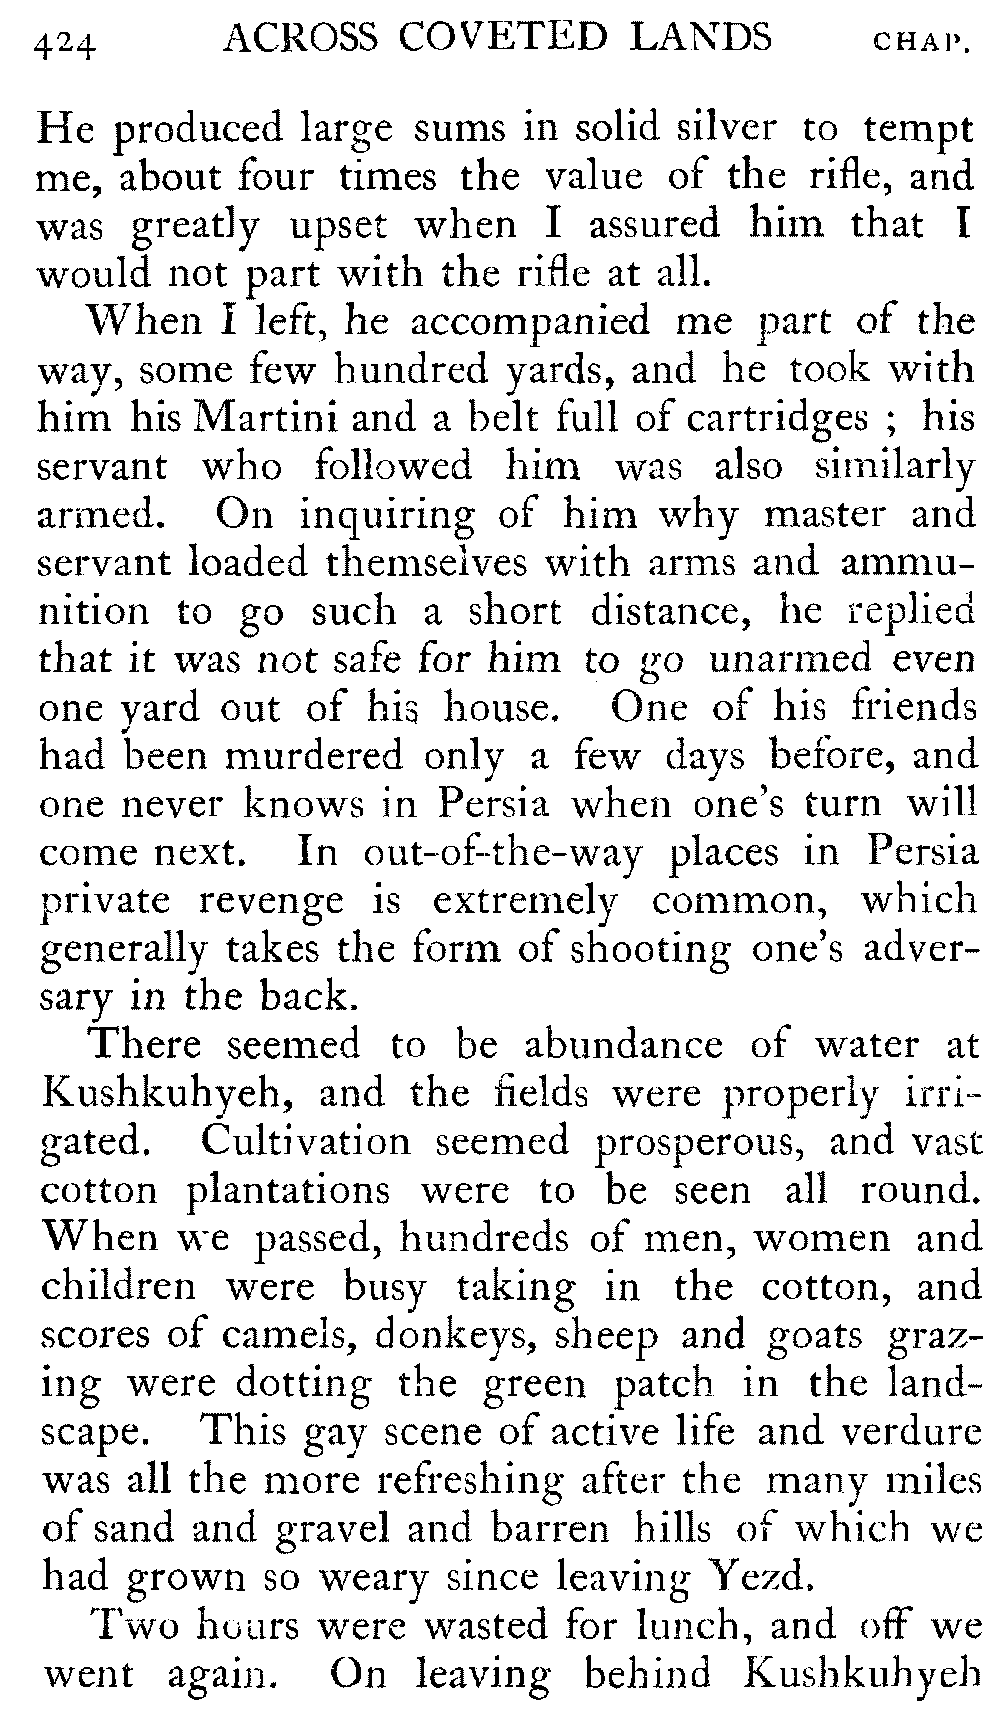 424 ACROSS COVETED LANDS CHAP.
He produced large sums in solid silver to tempt
me, about four times the value of the rifle, and
was greatly upset when I assured him that I
would not part with the rifle at all.
When I left, he accompanied me part of the
way, some few hundred yards, and he took with
him his Martini and a belt full of cartridges ; his
servant who followed him was also similarly
armed. On inquiring of him why master and
servant loaded themselves with arms and ammu-
nition to go such a short distance, he replied
that it was not safe for him to go unarmed even
one yard out of his house. One of his friends
had been murdered only a few days before, and
one never knows in Persia when one's turn will
come next. In out-of-the-way places in Persia
private revenge is extremely common, which
generally takes the form of shooting one's adver-
sary in the back.
There seemed to be abundance of water at
Kushkuhyeh, and the fields were properly irri-
gated. Cultivation seemed prosperous, and vast
cotton plantations were to be seen all round.
When we passed, hundreds of men, women and
children were busy taking in the cotton, and
scores of camels, donkeys, sheep and goats graz-
ing were dotting the green patch in the land-
scape. This gay scene of active life and verdure
was all the more refreshing after the many miles
of sand and gravel and barren hills of which we
had grown so weary since leaving Yezd.
Two hours were wasted for lunch, and off we
went again. On leaving behind Kushkuhyeh